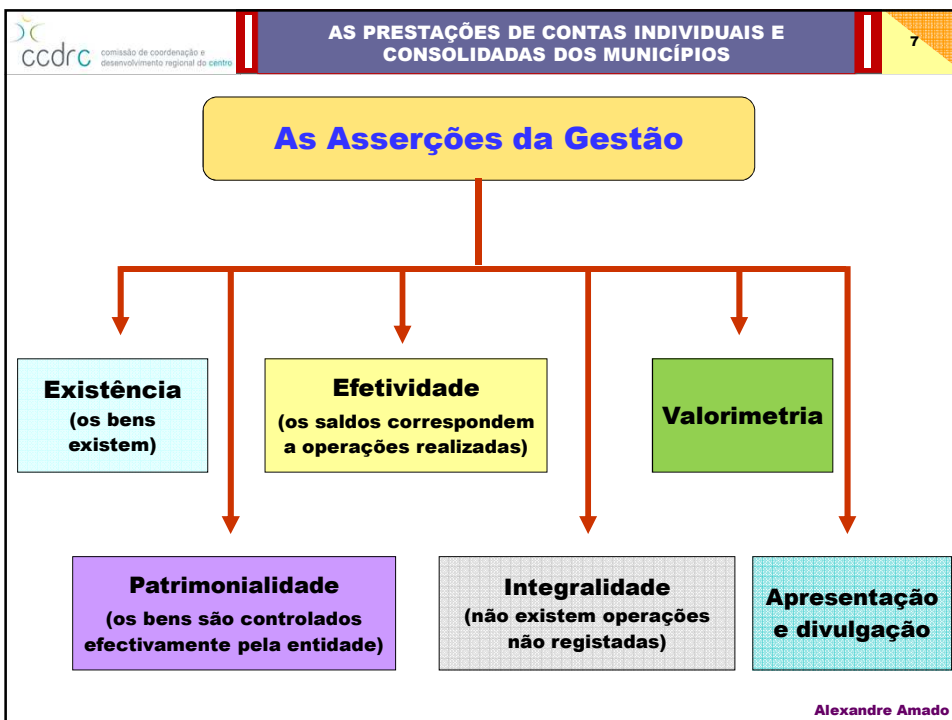 ccdrc
comissão de coordenação e
desenvolvimento regional do centro
AS PRESTAÇÕES DE CONTAS INDIVIDUAIS E
CONSOLIDADAS DOS MUNICÍPIOS
7
As Asserções da Gestão
Existência
(os bens
existem)
Efetividade
(os saldos correspondem
a operações realizadas)
Valorimetria
Patrimonialidade
(os bens são controlados
efectivamente pela entidade)
Integralidade
(não existem operações
não registadas)
Apresentação
e divulgação
Alexandre Amado